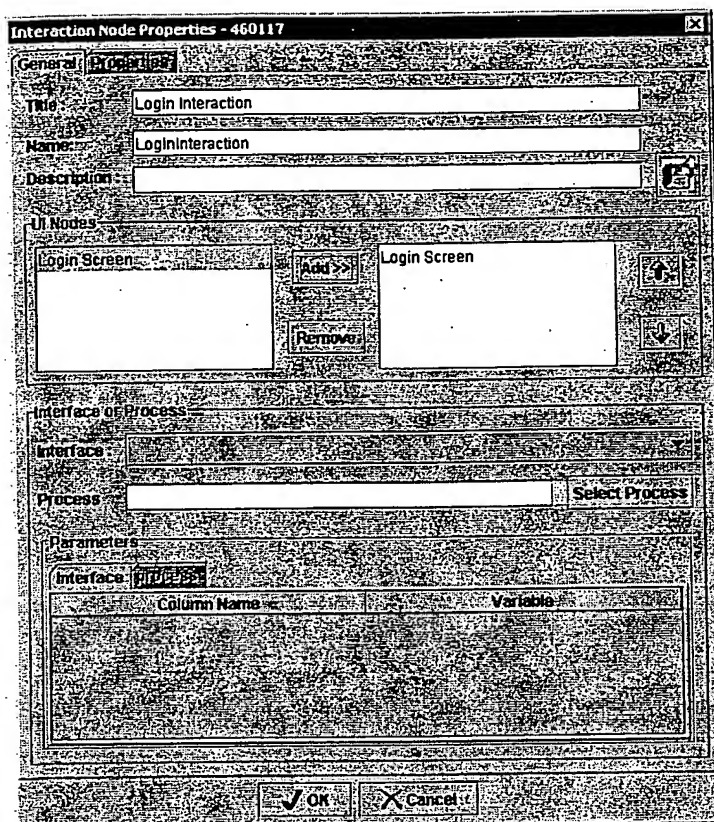 Interaction Node Properties - 460117
General Properties
Title: Login Interaction
Name: LoginInteraction
Description
UI Nodes
Login Screen Add >> Login Screen
Remove
Interface or Process
Interface:
Process Select Process
Parameters
Interface Process
Column Name Variable
OK Cancel